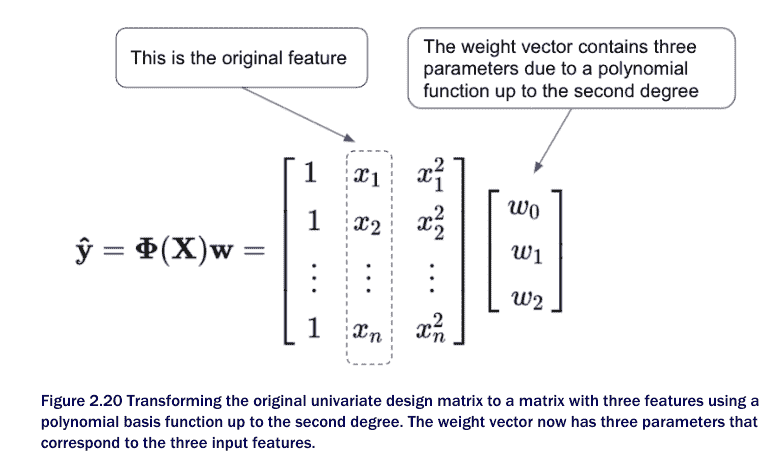 This is the original feature
The weight vector contains three
parameters due to a polynomial
function up to the second degree
ŷ = Φ(X)w = [1 x₁ x₁²; 1 x₂ x₂²; ⋮ ⋮ ⋮; 1 xₙ xₙ²] [w₀; w₁; w₂]
Figure 2.20 Transforming the original univariate design matrix to a matrix with three features using a
polynomial basis function up to the second degree. The weight vector now has three parameters that
correspond to the three input features.